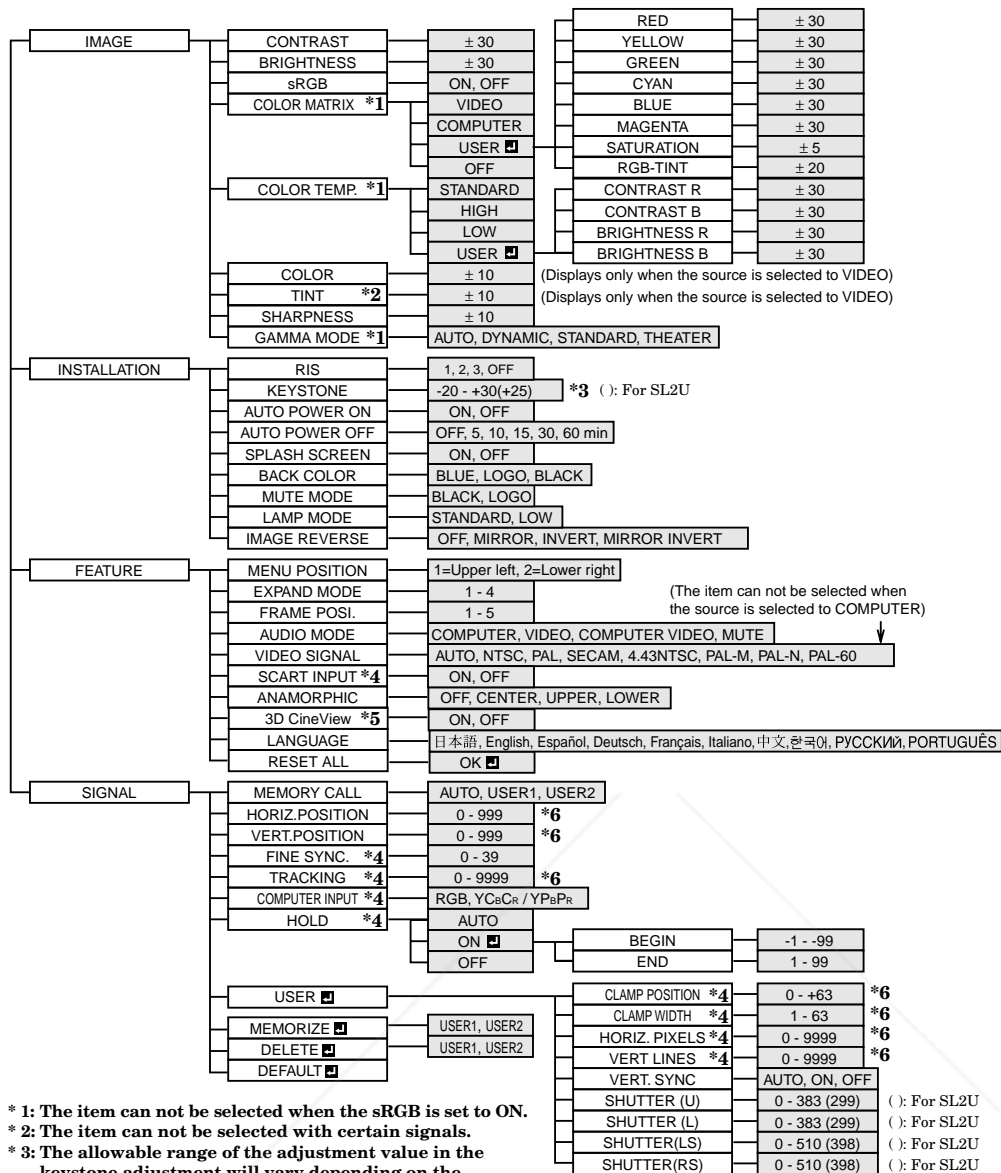 IMAGE
CONTRAST ± 30
BRIGHTNESS ± 30
sRGB ON, OFF
COLOR MATRIX *1 VIDEO
COMPUTER
USER
OFF
RED ± 30
YELLOW ± 30
GREEN ± 30
CYAN ± 30
BLUE ± 30
MAGENTA ± 30
SATURATION ± 5
RGB-TINT ± 20
COLOR TEMP. *1 STANDARD
HIGH
LOW
USER
CONTRAST R ± 30
CONTRAST B ± 30
BRIGHTNESS R ± 30
BRIGHTNESS B ± 30
COLOR ± 10 (Displays only when the source is selected to VIDEO)
TINT *2 ± 10 (Displays only when the source is selected to VIDEO)
SHARPNESS ± 10
GAMMA MODE *1 AUTO, DYNAMIC, STANDARD, THEATER
INSTALLATION
RIS 1, 2, 3, OFF
KEYSTONE -20 - +30(+25) *3 ( ): For SL2U
AUTO POWER ON ON, OFF
AUTO POWER OFF OFF, 5, 10, 15, 30, 60 min
SPLASH SCREEN ON, OFF
BACK COLOR BLUE, LOGO, BLACK
MUTE MODE BLACK, LOGO
LAMP MODE STANDARD, LOW
IMAGE REVERSE OFF, MIRROR, INVERT, MIRROR INVERT
FEATURE
MENU POSITION 1=Upper left, 2=Lower right
EXPAND MODE 1 - 4
(The item can not be selected when
the source is selected to COMPUTER)
FRAME POSI. 1 - 5
AUDIO MODE COMPUTER, VIDEO, COMPUTER VIDEO, MUTE
VIDEO SIGNAL AUTO, NTSC, PAL, SECAM, 4.43NTSC, PAL-M, PAL-N, PAL-60
SCART INPUT *4 ON, OFF
ANAMORPHIC OFF, CENTER, UPPER, LOWER
3D CineView *5 ON, OFF
LANGUAGE 日本語, English, Español, Deutsch, Français, Italiano, 中文, 한국어, РУССКИЙ, PORTUGUÊS
RESET ALL OK
SIGNAL
MEMORY CALL AUTO, USER1, USER2
HORIZ.POSITION 0 - 999 *6
VERT.POSITION 0 - 999 *6
FINE SYNC. *4 0 - 39
TRACKING *4 0 - 9999 *6
COMPUTER INPUT *4 RGB, YCBCR / YPBPR
HOLD *4 AUTO
ON
OFF
BEGIN -1 - -99
END 1 - 99
USER
CLAMP POSITION *4 0 - +63 *6
CLAMP WIDTH *4 1 - 63 *6
HORIZ. PIXELS *4 0 - 9999 *6
VERT LINES *4 0 - 9999 *6
VERT. SYNC AUTO, ON, OFF
SHUTTER (U) 0 - 383 (299) ( ): For SL2U
SHUTTER (L) 0 - 383 (299) ( ): For SL2U
SHUTTER(LS) 0 - 510 (398) ( ): For SL2U
SHUTTER(RS) 0 - 510 (398) ( ): For SL2U
MEMORIZE USER1, USER2
DELETE USER1, USER2
DEFAULT
* 1: The item can not be selected when the sRGB is set to ON.
* 2: The item can not be selected with certain signals.
* 3: The allowable range of the adjustment value in the
keystone adjustment will vary depending on the